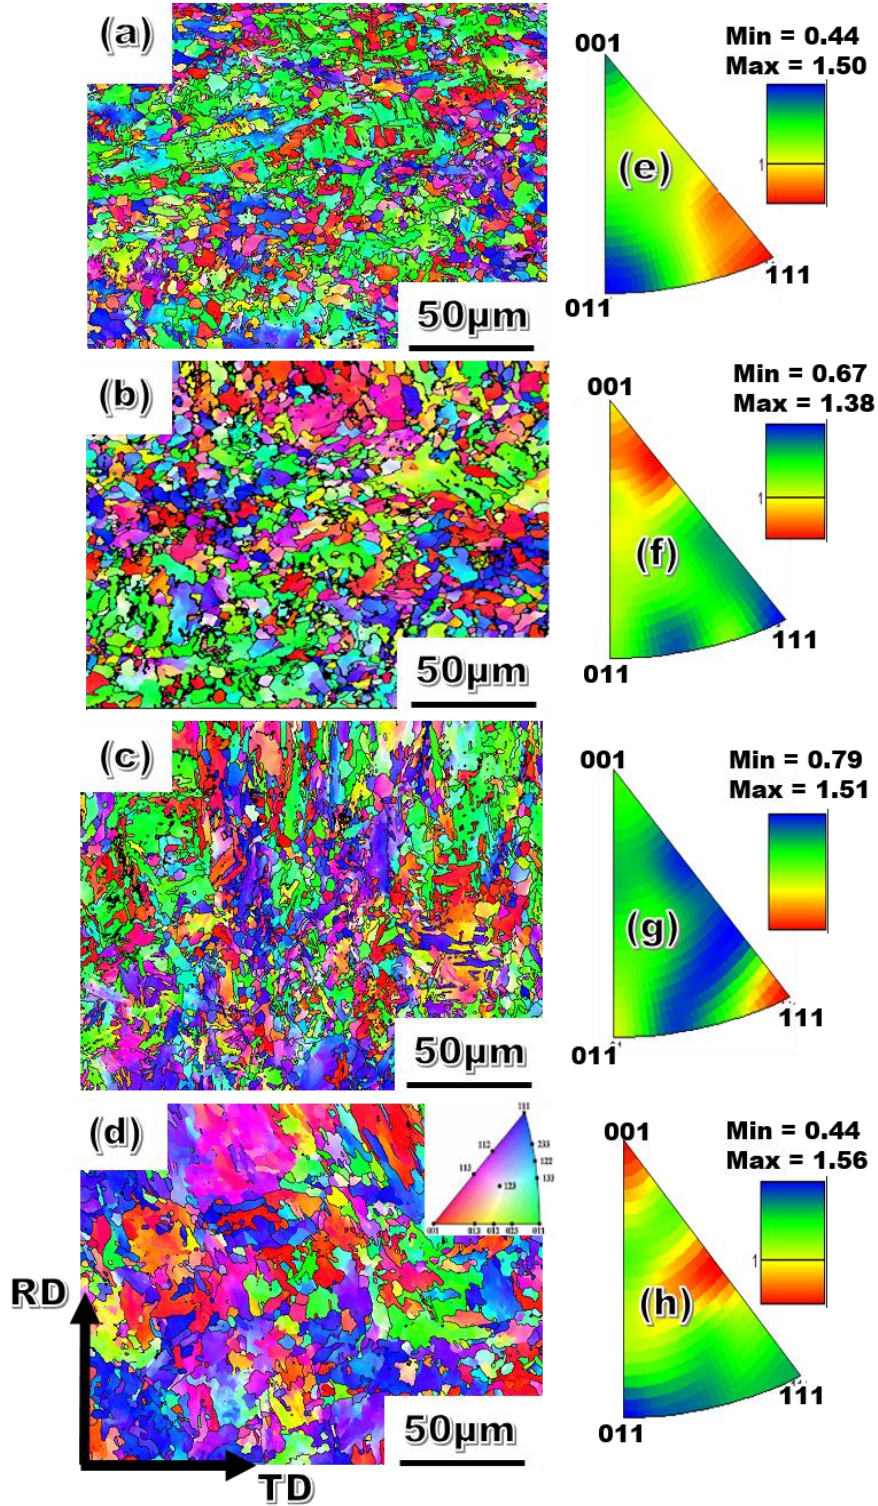 (a)
50µm
001
(e)
011
111
Min = 0.44
Max = 1.50
1
(b)
50µm
001
(f)
011
111
Min = 0.67
Max = 1.38
1
(c)
50µm
001
(g)
011
111
Min = 0.79
Max = 1.51
(d)
111
112
113
233
122
133
123
001
013
012
023
011
RD
TD
50µm
001
(h)
011
111
Min = 0.44
Max = 1.56
1